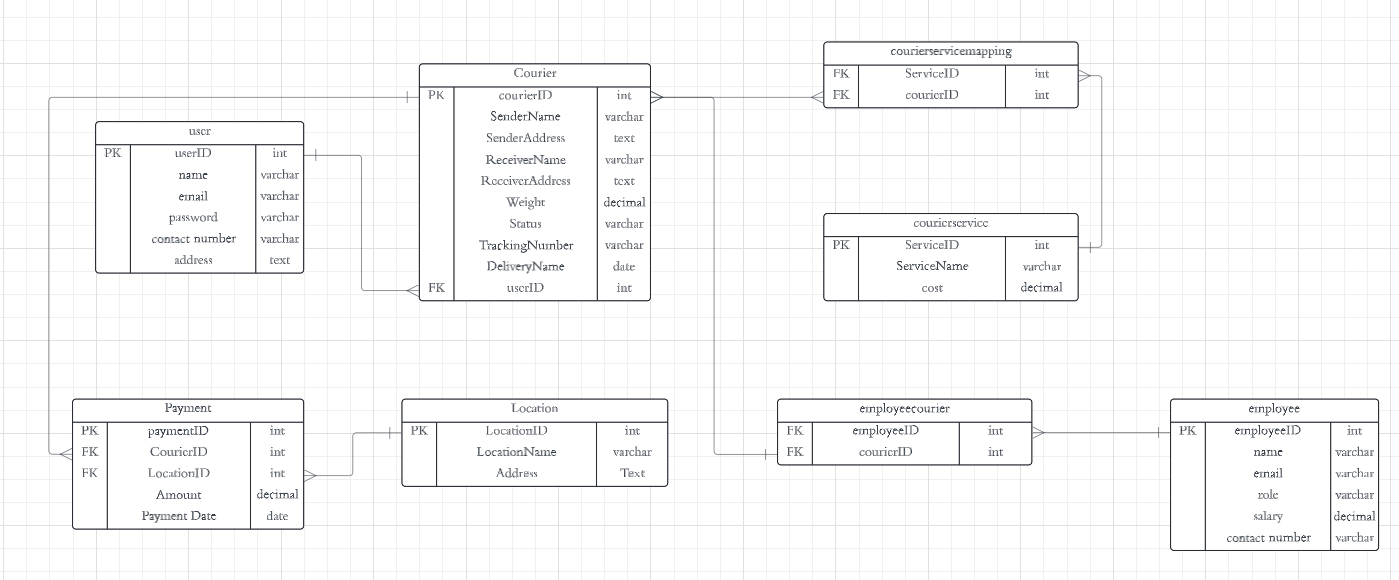 user
PK userID int
name varchar
email varchar
password varchar
contact number varchar
address text
Courier
PK courierID int
SenderName varchar
SenderAddress text
ReceiverName varchar
ReceiverAddress text
Weight decimal
Status varchar
TrackingNumber varchar
DeliveryName date
FK userID int
courierservicemapping
FK ServiceID int
FK courierID int
courierservice
PK ServiceID int
ServiceName varchar
cost decimal
Payment
PK paymentID int
FK CourierID int
FK LocationID int
Amount decimal
Payment Date date
Location
PK LocationID int
LocationName varchar
Address Text
employeecourier
FK employeeID int
FK courierID int
employee
PK employeeID int
name varchar
email varchar
role varchar
salary decimal
contact number varchar